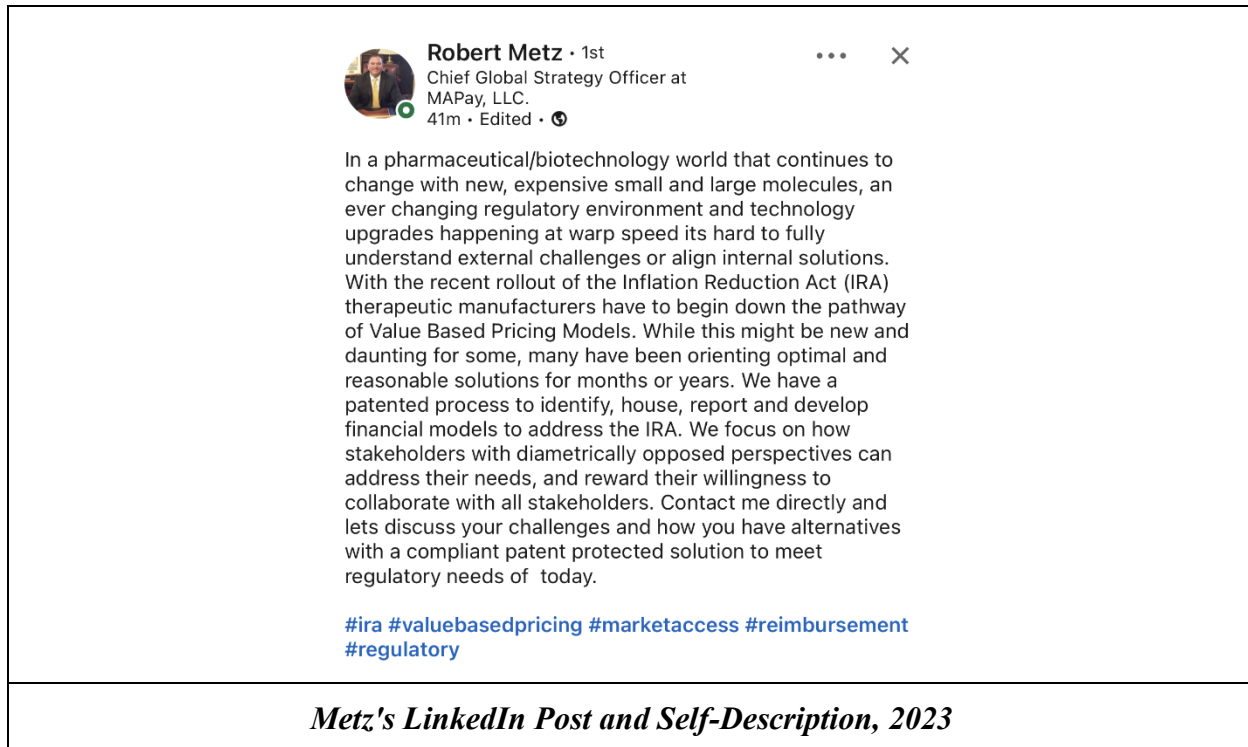 Robert Metz · 1st
Chief Global Strategy Officer at
MAPay, LLC.
41m • Edited •
In a pharmaceutical/biotechnology world that continues to
change with new, expensive small and large molecules, an
ever changing regulatory environment and technology
upgrades happening at warp speed its hard to fully
understand external challenges or align internal solutions.
With the recent rollout of the Inflation Reduction Act (IRA)
therapeutic manufacturers have to begin down the pathway
of Value Based Pricing Models. While this might be new and
daunting for some, many have been orienting optimal and
reasonable solutions for months or years. We have a
patented process to identify, house, report and develop
financial models to address the IRA. We focus on how
stakeholders with diametrically opposed perspectives can
address their needs, and reward their willingness to
collaborate with all stakeholders. Contact me directly and
lets discuss your challenges and how you have alternatives
with a compliant patent protected solution to meet
regulatory needs of  today.
#ira #valuebasedpricing #marketaccess #reimbursement
#regulatory
Metz's LinkedIn Post and Self-Description, 2023